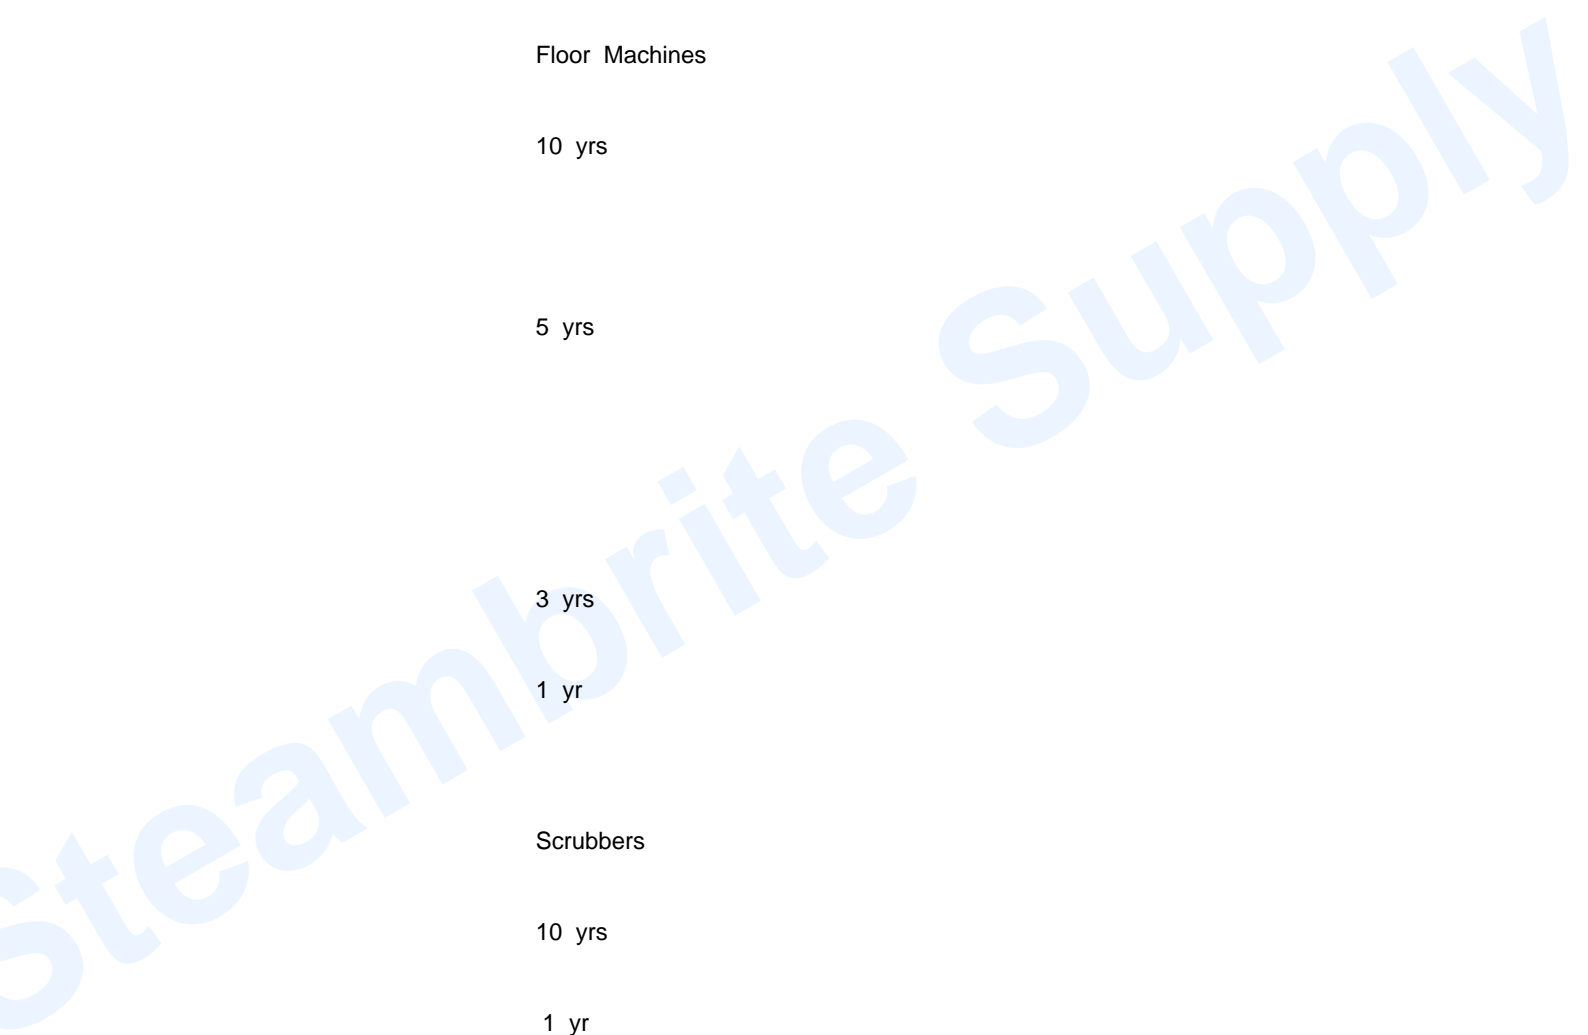 Floor Machines
10 yrs
5 yrs
3 yrs
1 yr
Scrubbers
10 yrs
1 yr
Steambrite Supply